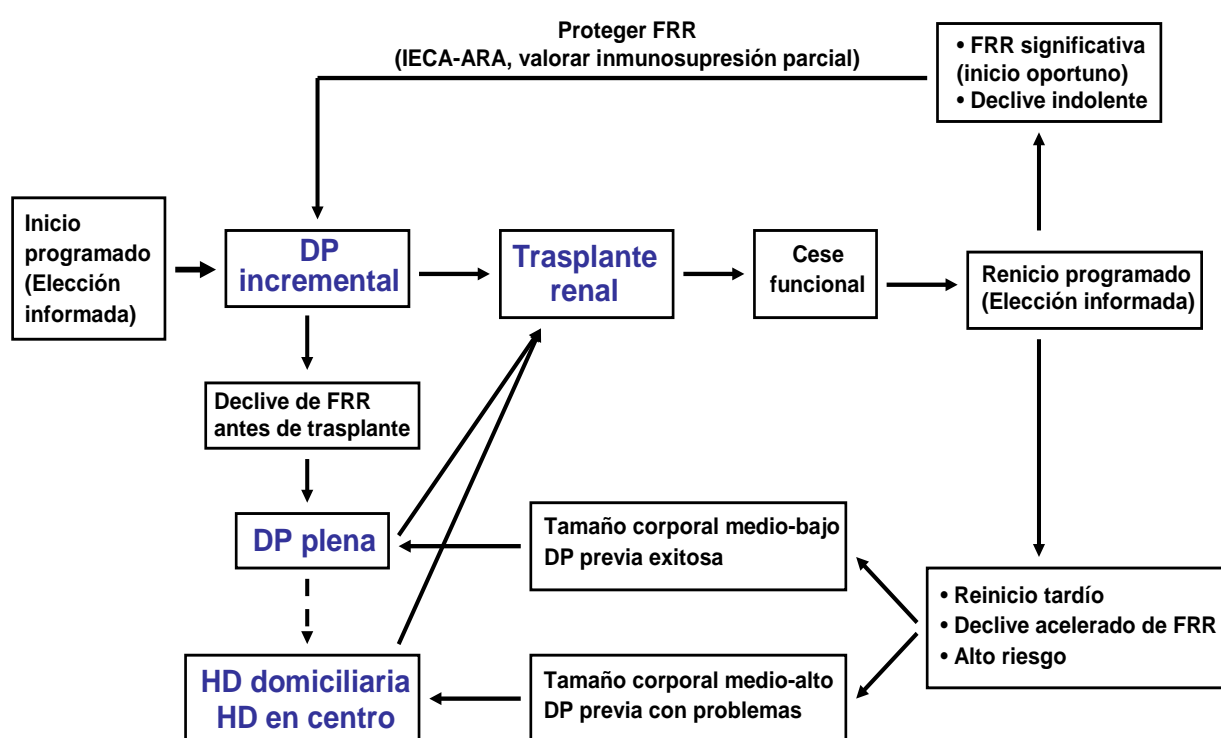 Proteger FRR
(IECA-ARA, valorar inmunosupresión parcial)
• FRR significativa
(inicio oportuno)
• Declive indolente
Inicio
programado
(Elección
informada)
DP
incremental
Trasplante
renal
Cese
funcional
Renicio programado
(Elección informada)
Declive de FRR
antes de trasplante
DP plena
Tamaño corporal medio-bajo
DP previa exitosa
• Reinicio tardío
• Declive acelerado de FRR
• Alto riesgo
HD domiciliaria
HD en centro
Tamaño corporal medio-alto
DP previa con problemas